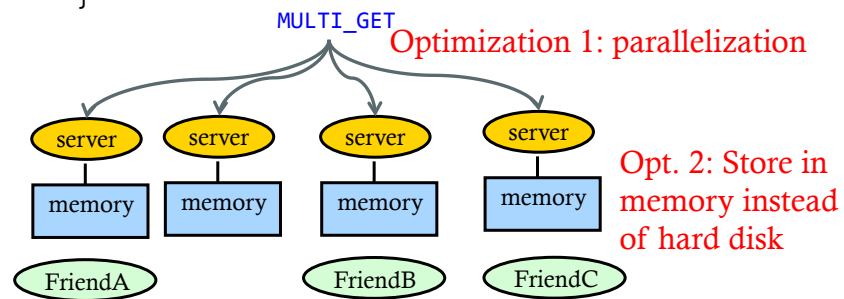 }
MULTI_GET
Optimization 1: parallelization
server server server server
Opt. 2: Store in
memory memory memory memory
memory instead
of hard disk
FriendA FriendB FriendC